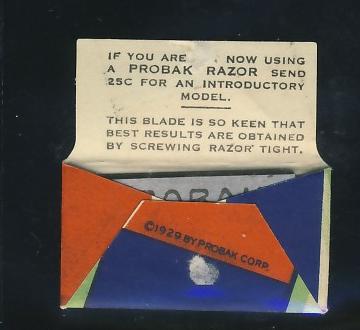 IF YOU ARE NOW USING
A PROBAK RAZOR SEND
25C FOR AN INTRODUCTORY
MODEL.
THIS BLADE IS SO KEEN THAT
BEST RESULTS ARE OBTAINED
BY SCREWING RAZOR TIGHT.
PROBAK
©1929 BY PROBAK CORP.